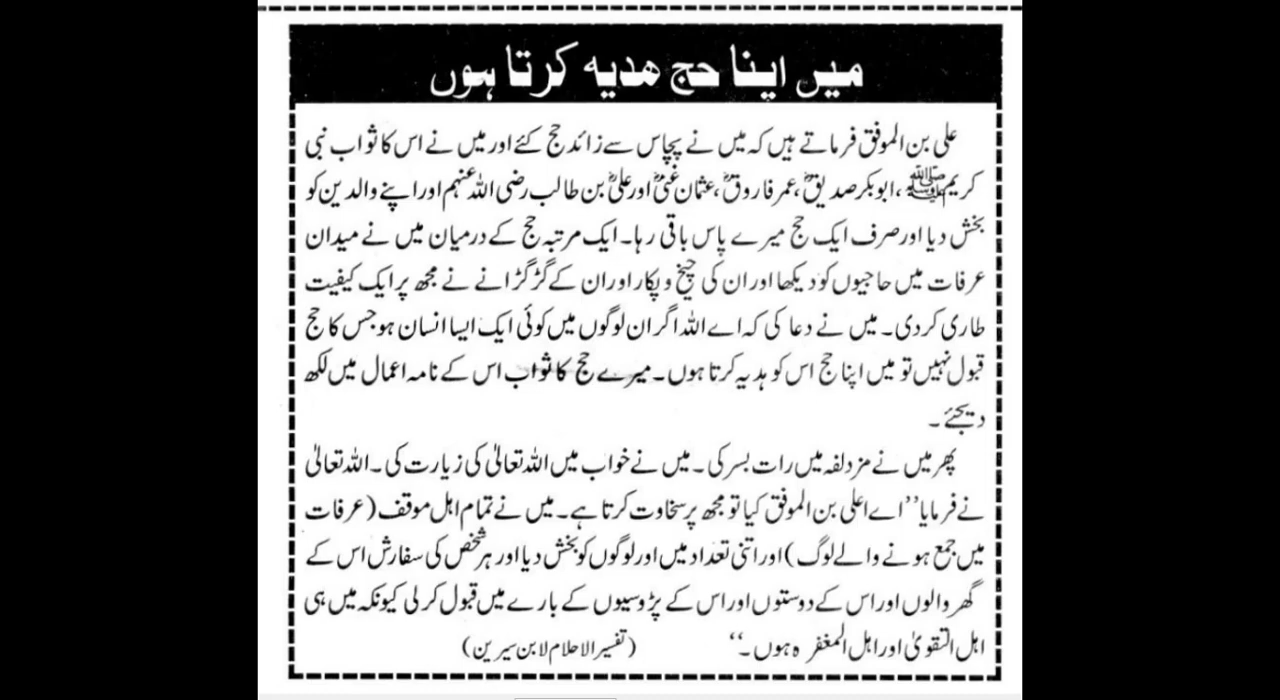 میں اپنا حج ھدیہ کرتا ہوں
علی بن الموفق فرماتے ہیں کہ میں نے پچاس سے زائد حج کئے اور میں نے اس کا ثواب نبی
کریم ﷺ، ابوبکر صدیقؓ، عمر فاروقؓ، عثمان غنیؓ اور علیؓ بن طالب رضی اللہ عنہم اور اپنے والدین کو
بخش دیا اور صرف ایک حج میرے پاس باقی رہا۔ ایک مرتبہ حج کے درمیان میں نے میدان
عرفات میں حاجیوں کو دیکھا اور ان کی چیخ و پکار اور ان کے گڑگڑانے نے مجھ پر ایک کیفیت
طاری کر دی۔ میں نے دعا کی کہ اے اللہ اگر ان لوگوں میں کوئی ایک ایسا انسان ہو جس کا حج
قبول نہیں تو میں اپنا حج اس کو ہدیہ کرتا ہوں۔ میرے حج کا ثواب اس کے نامہ اعمال میں لکھ
دیجئے۔
پھر میں نے مزدلفہ میں رات بسر کی۔ میں نے خواب میں اللہ تعالیٰ کی زیارت کی۔ اللہ تعالیٰ
نے فرمایا ’’اے اعلی بن الموفق کیا تو مجھ پر سخاوت کرتا ہے۔ میں نے تمام اہل موقف (عرفات
میں جمع ہونے والے لوگ) اور اتنی تعداد میں اور لوگوں کو بخش دیا اور ہر شخص کی سفارش اس کے
گھر والوں اور اس کے دوستوں اور اس کے پڑوسیوں کے بارے میں قبول کر لی کیونکہ میں ہی
اہل التقویٰ اور اہل المغفرہ ہوں۔‘‘ (تفسیر الاحلام لابن سیرین)